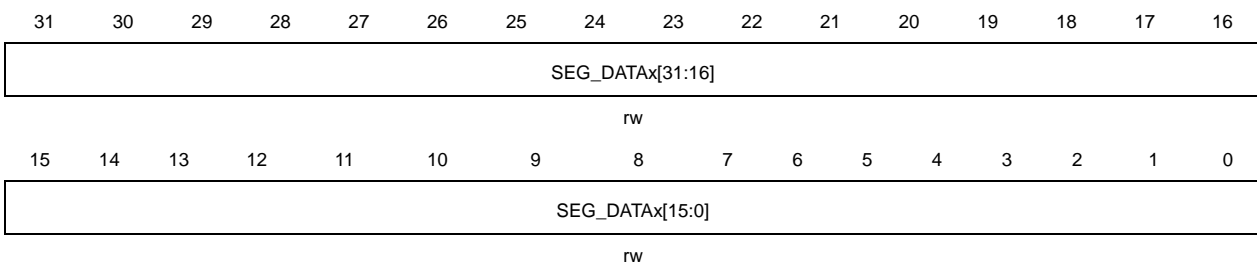 31 30 29 28 27 26 25 24 23 22 21 20 19 18 17 16
SEG_DATAx[31:16]
rw
15 14 13 12 11 10 9 8 7 6 5 4 3 2 1 0
SEG_DATAx[15:0]
rw